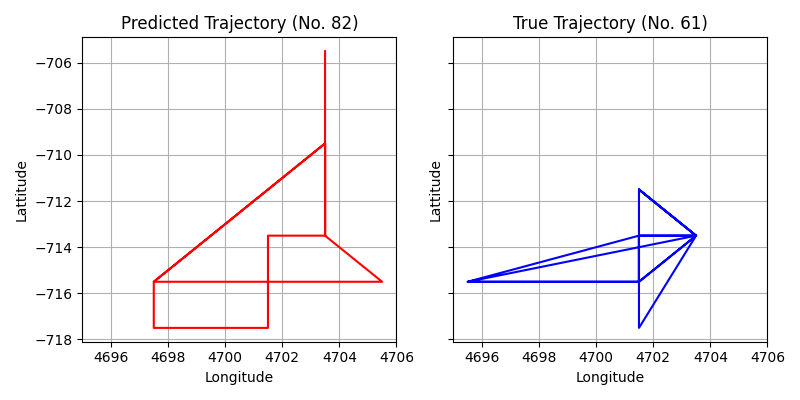 Predicted Trajectory (No. 82)
True Trajectory (No. 61)
Lattitude
−706
−708
−710
−712
−714
−716
−718
4696 4698 4700 4702 4704 4706
Longitude
Lattitude
4696 4698 4700 4702 4704 4706
Longitude